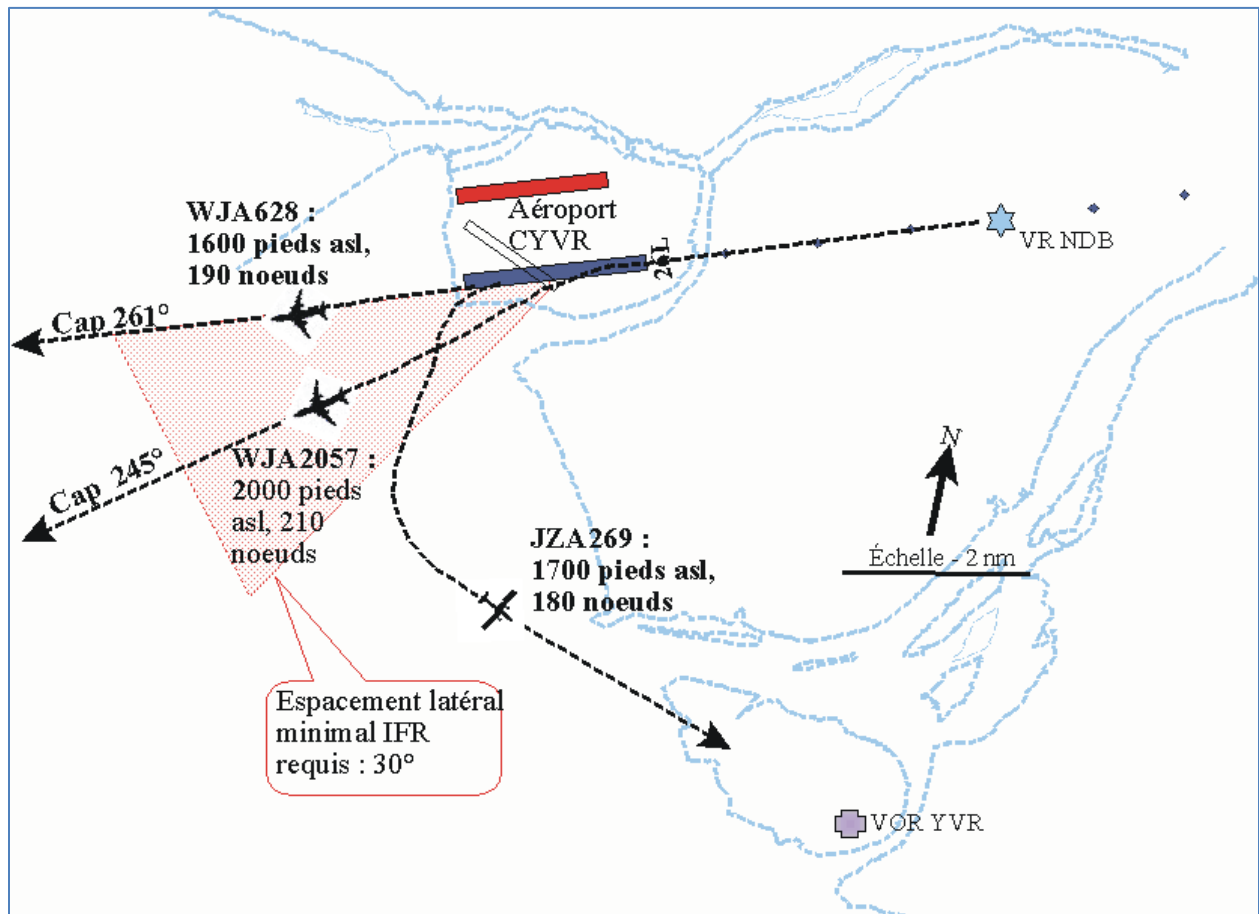 WJA628 :
1600 pieds asl,
190 noeuds
Aéroport
CYVR
26L
VR NDB
Cap 261°
Cap 245°
WJA2057 :
2000 pieds
asl, 210
noeuds
N
Échelle - 2 nm
JZA269 :
1700 pieds asl,
180 noeuds
Espacement latéral
minimal IFR
requis : 30°
VOR YVR